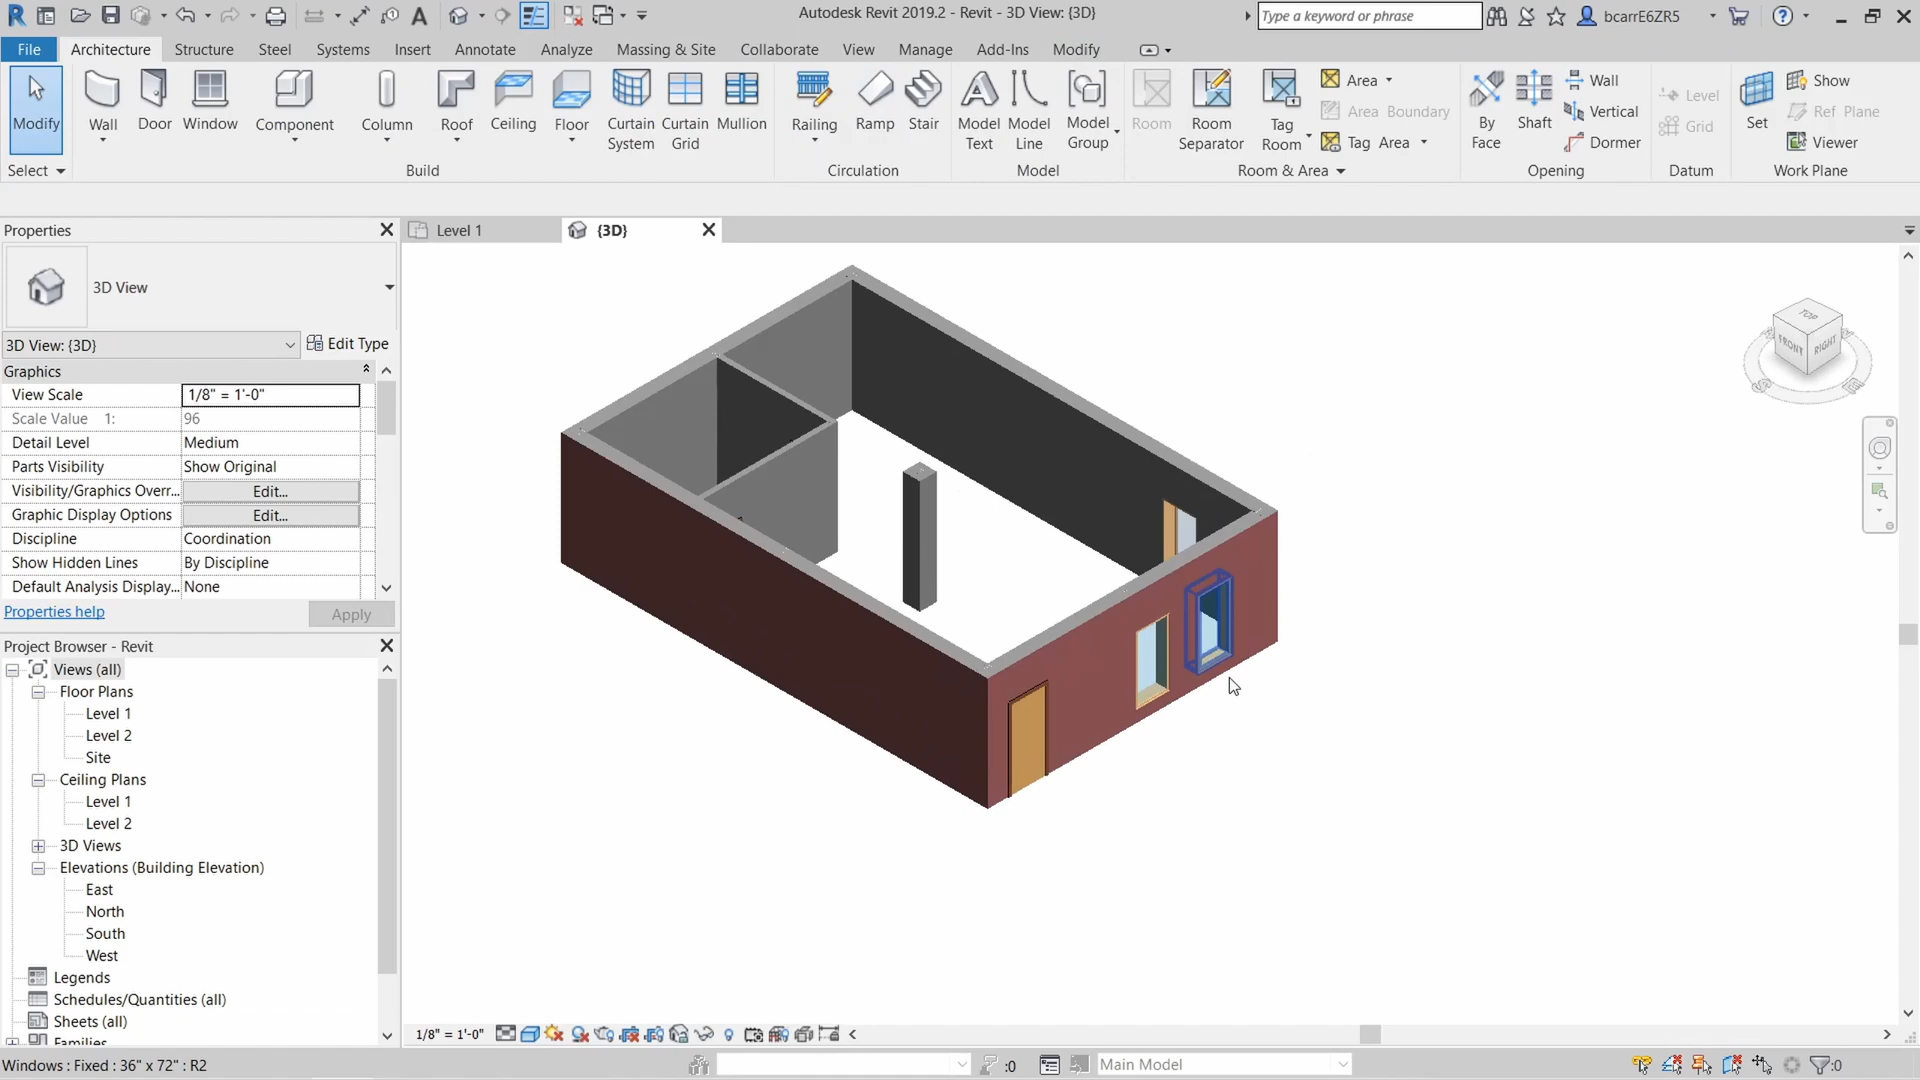 Autodesk Revit 2019.2 - Revit - 3D View: {3D}
Type a keyword or phrase
bcarrE6ZR5
File
Architecture
Structure
Steel
Systems
Insert
Annotate
Analyze
Massing & Site
Collaborate
View
Manage
Add-Ins
Modify
Modify
Wall
Door
Window
Component
Column
Roof
Ceiling
Floor
Curtain System
Curtain Grid
Mullion
Railing
Ramp
Stair
Model Text
Model Line
Model Group
Room
Room Separator
Tag Room
Area
Area Boundary
Tag Area
By Face
Shaft
Wall
Vertical
Dormer
Level
Grid
Set
Show
Ref Plane
Viewer
Select
Build
Circulation
Model
Room & Area
Opening
Datum
Work Plane
Properties
Level 1
{3D}
3D View
3D View: {3D}
Edit Type
Graphics
View Scale 1/8" = 1'-0"
Scale Value 1: 96
Detail Level Medium
Parts Visibility Show Original
Visibility/Graphics Overr... Edit...
Graphic Display Options Edit...
Discipline Coordination
Show Hidden Lines By Discipline
Default Analysis Display... None
Properties help
Apply
Project Browser - Revit
Views (all)
Floor Plans
Level 1
Level 2
Site
Ceiling Plans
Level 1
Level 2
3D Views
Elevations (Building Elevation)
East
North
South
West
Legends
Schedules/Quantities (all)
Sheets (all)
Families
TOP
FRONT
RIGHT
S
E
1/8" = 1'-0"
Windows : Fixed : 36" x 72" : R2
:0
Main Model
:0